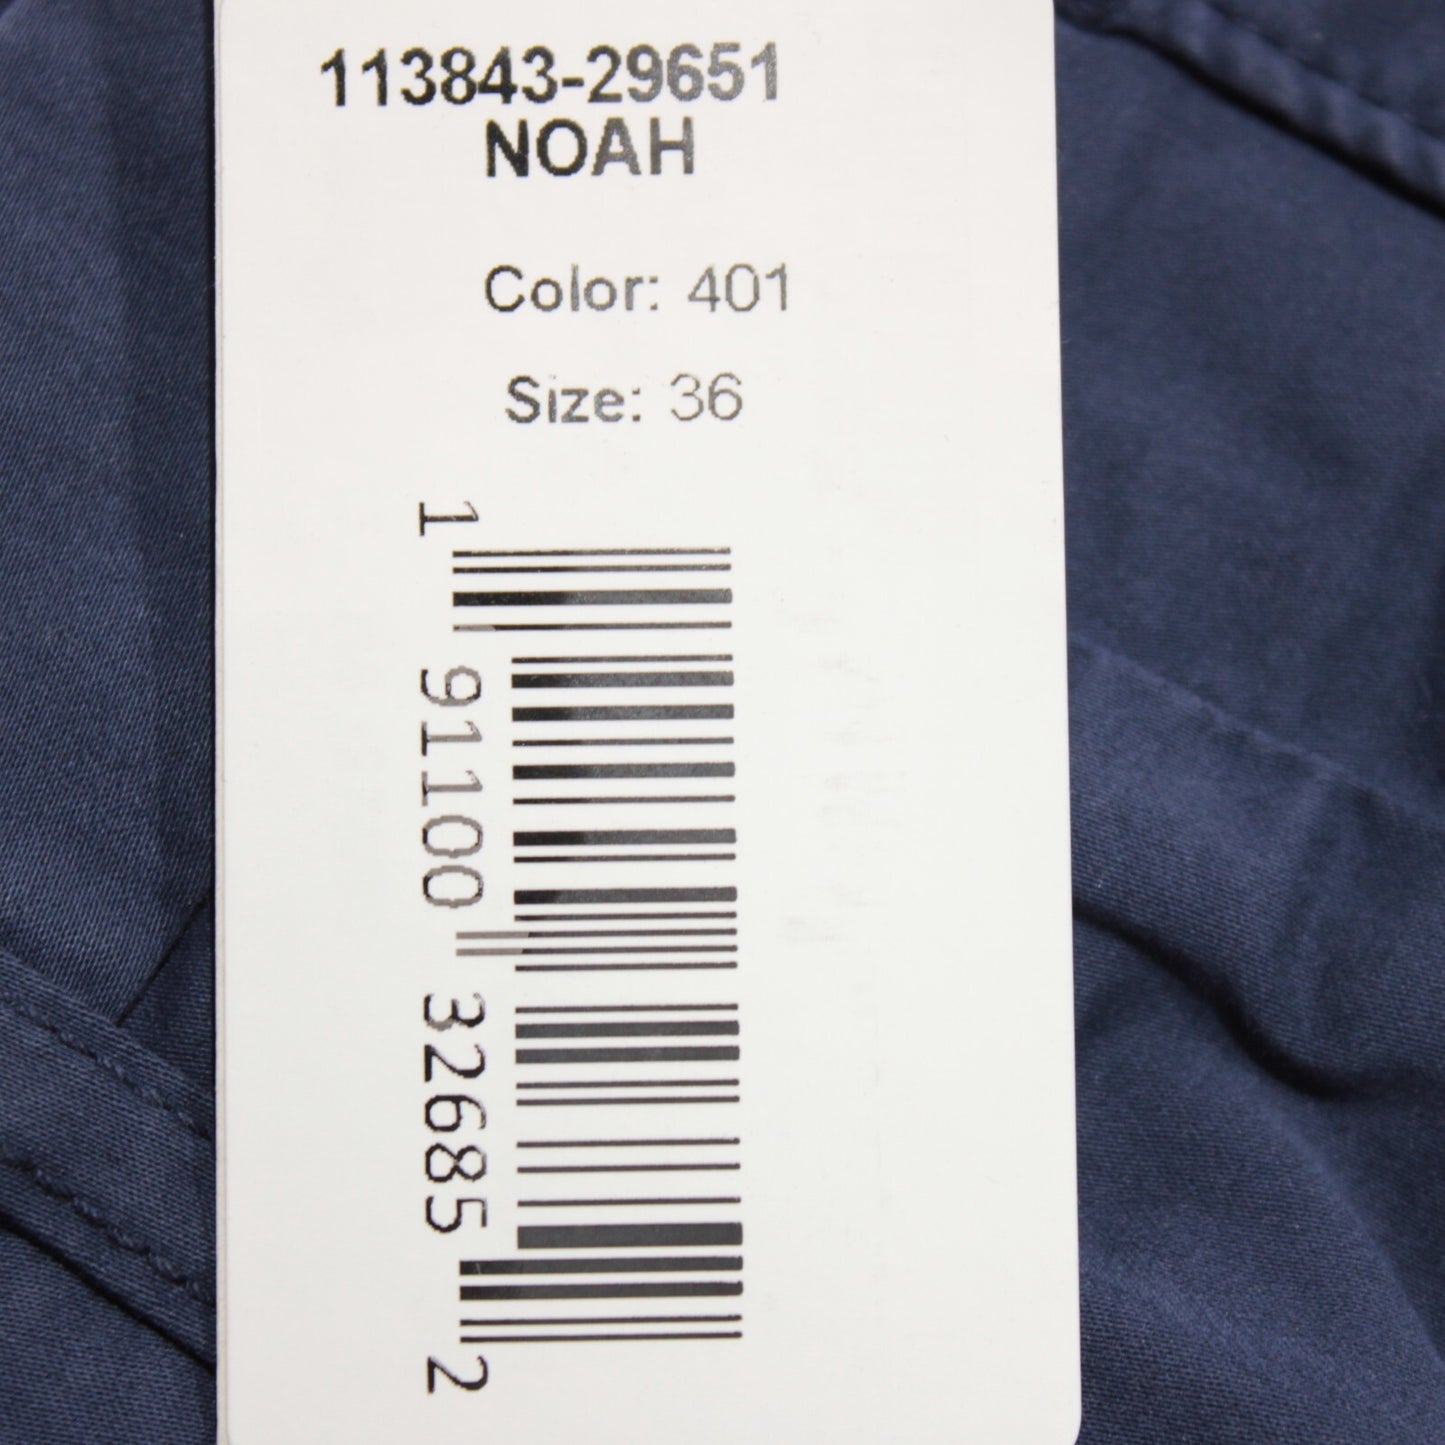 113843-29651
NOAH
Color: 401
Size: 36
1 91100 32685 2